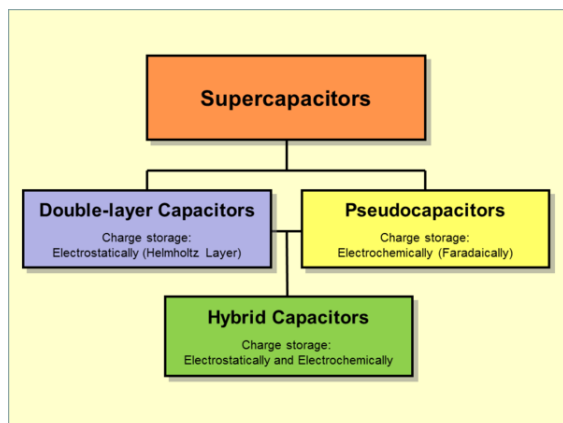 Supercapacitors
Double-layer Capacitors
Charge storage:
Electrostatically (Helmholtz Layer)
Pseudocapacitors
Charge storage:
Electrochemically (Faradaically)
Hybrid Capacitors
Charge storage:
Electrostatically and Electrochemically